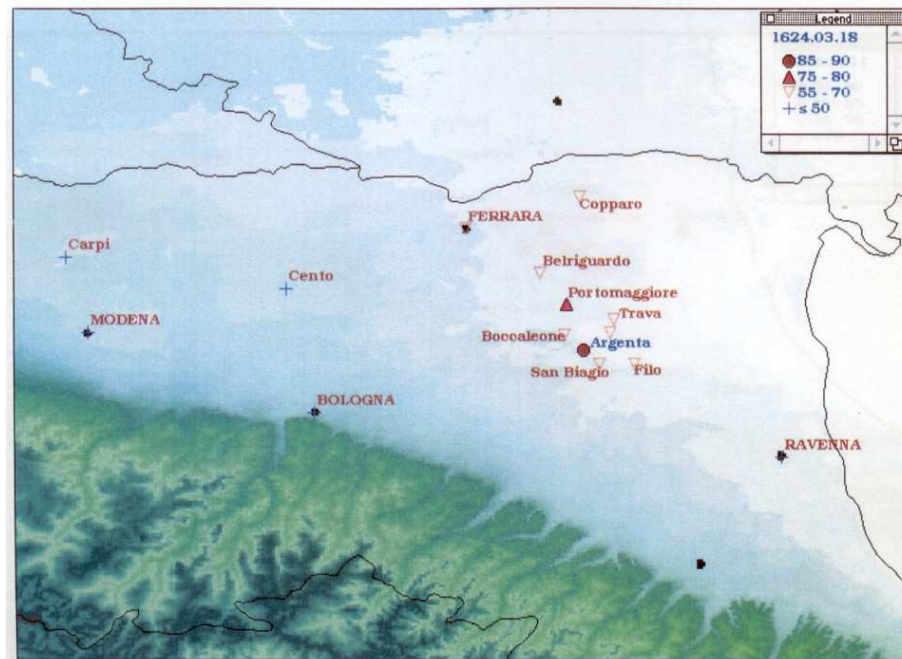 Legend
1624.03.18
85 - 90
75 - 80
55 - 70
≤ 50
Copparo
FERRARA
Carpi
Belriguardo
Cento
Portomaggiore
MODENA
Trava
Boccaleone
Argenta
San Biagio
Filo
BOLOGNA
RAVENNA